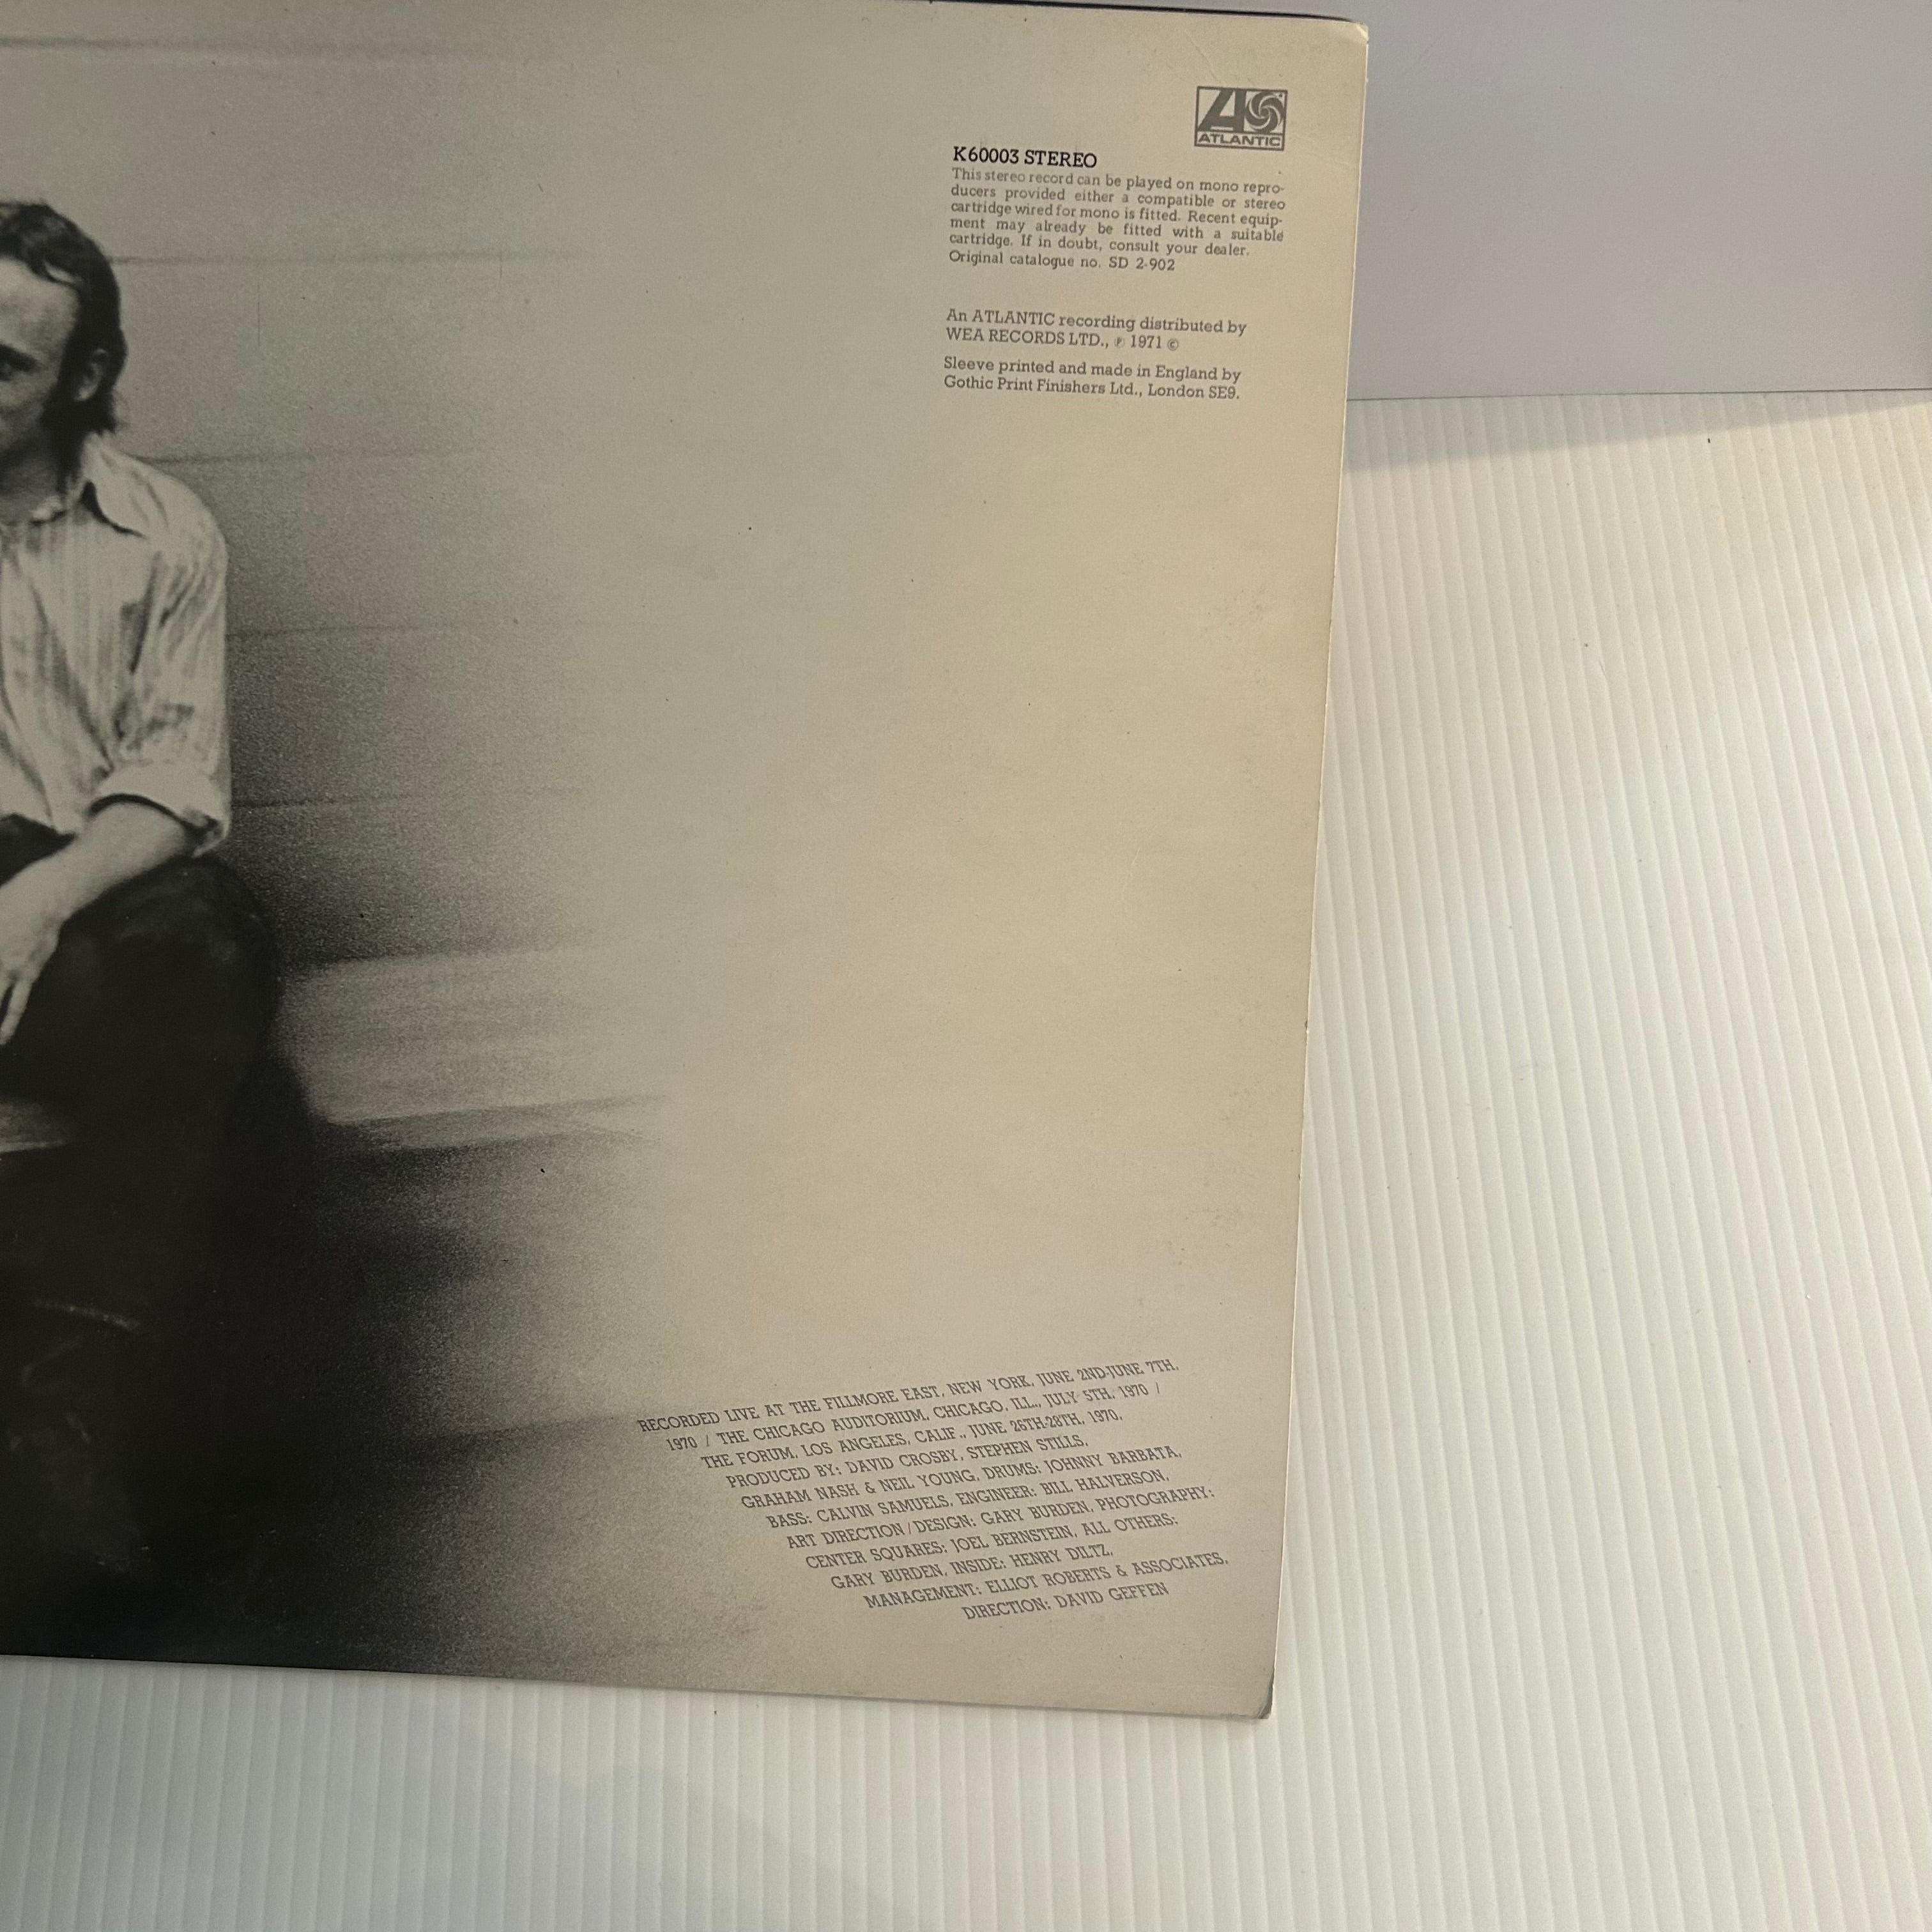 ATLANTIC
K60003 STEREO
This stereo record can be played on mono repro-
ducers provided either a compatible or stereo
cartridge wired for mono is fitted. Recent equip-
ment may already be fitted with a suitable
cartridge. If in doubt, consult your dealer.
Original catalogue no. SD 2-902
An ATLANTIC recording distributed by
WEA RECORDS LTD., ℗ 1971 ©
Sleeve printed and made in England by
Gothic Print Finishers Ltd., London SE9.
RECORDED LIVE AT THE FILLMORE EAST, NEW YORK, JUNE 2ND-JUNE 7TH,
1970 / THE CHICAGO AUDITORIUM, CHICAGO, ILL., JULY 5TH, 1970 /
THE FORUM, LOS ANGELES, CALIF., JUNE 26TH-28TH, 1970,
PRODUCED BY: DAVID CROSBY, STEPHEN STILLS,
GRAHAM NASH & NEIL YOUNG, DRUMS: JOHNNY BARBATA,
BASS: CALVIN SAMUELS, ENGINEER: BILL HALVERSON,
ART DIRECTION/DESIGN: GARY BURDEN, PHOTOGRAPHY:
CENTER SQUARES: JOEL BERNSTEIN, ALL OTHERS:
GARY BURDEN, INSIDE: HENRY DILTZ,
MANAGEMENT: ELLIOT ROBERTS & ASSOCIATES,
DIRECTION: DAVID GEFFEN